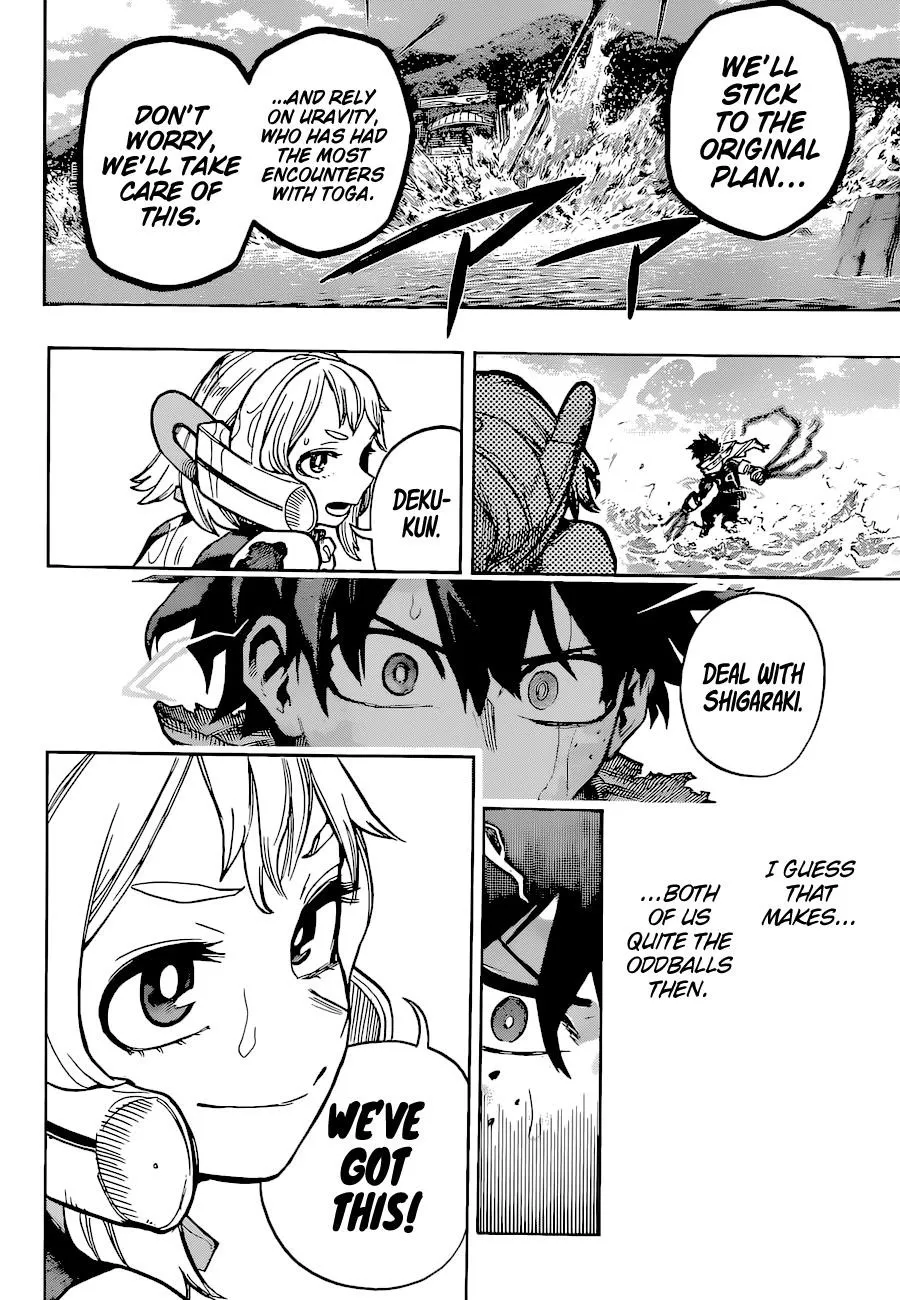 WE'LL
STICK
TO THE
ORIGINAL
PLAN...
...AND RELY
ON URAVITY,
WHO HAS HAD
THE MOST
ENCOUNTERS
WITH TOGA.
DON'T
WORRY,
WE'LL TAKE
CARE OF
THIS.
アア
DEKU-
KUN.
DEAL WITH
SHIGARAKI.
I GUESS
THAT
MAKES...
...BOTH
OF US
QUITE THE
ODDBALLS
THEN.
WE'VE
GOT
THIS!